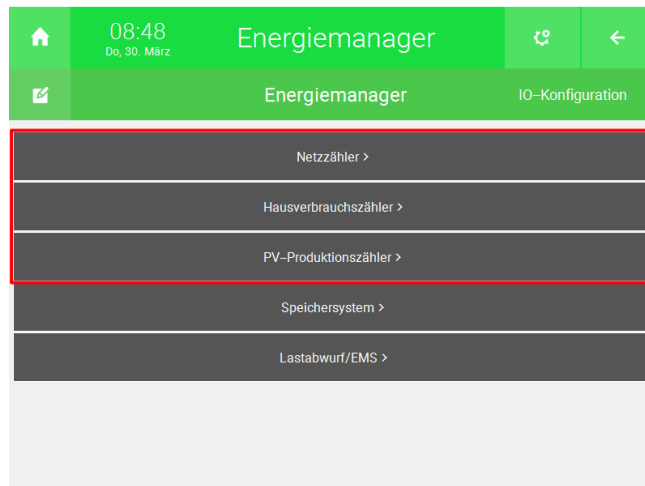 08:48
Do, 30. März
Energiemanager
Energiemanager
IO-Konfiguration
Netzzähler >
Hausverbrauchszähler >
PV-Produktionszähler >
Speichersystem >
Lastabwurf/EMS >